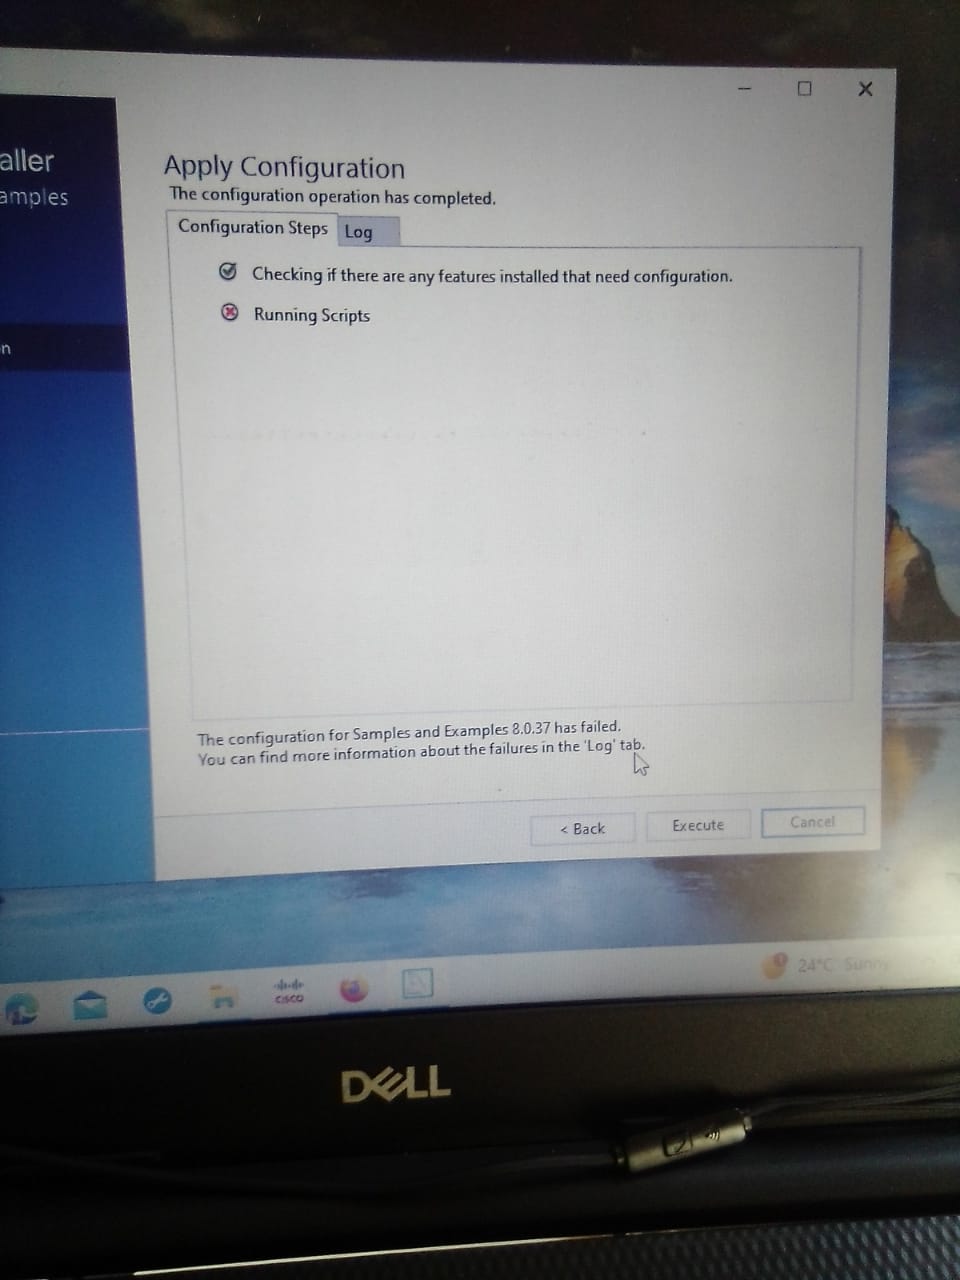 aller
amples
n
Apply Configuration
The configuration operation has completed.
Configuration Steps
Log
Checking if there are any features installed that need configuration.
Running Scripts
The configuration for Samples and Examples 8.0.37 has failed.
You can find more information about the failures in the 'Log' tab.
< Back
Execute
Cancel
CISCO
24°C Sunny
DELL